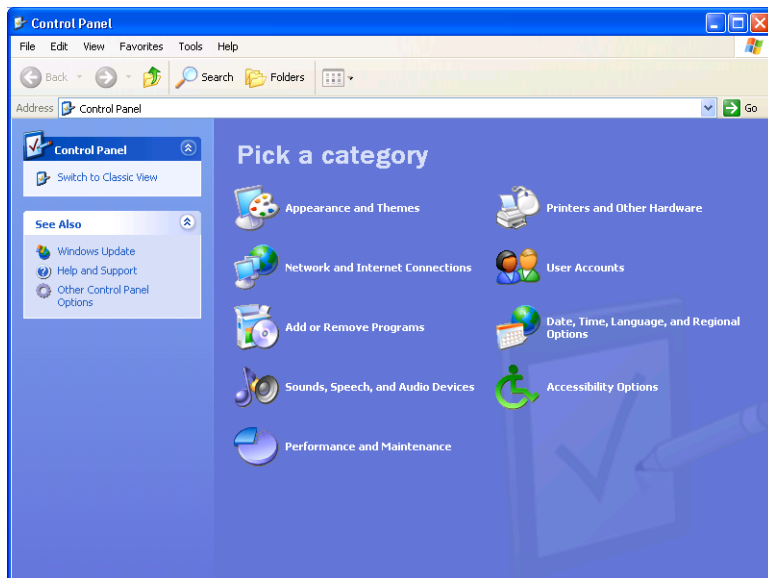 Control Panel
File Edit View Favorites Tools Help
Back Search Folders
Address Control Panel Go
Control Panel
Switch to Classic View
See Also
Windows Update
Help and Support
Other Control Panel
Options
Pick a category
Appearance and Themes
Printers and Other Hardware
Network and Internet Connections
User Accounts
Add or Remove Programs
Date, Time, Language, and Regional
Options
Sounds, Speech, and Audio Devices
Accessibility Options
Performance and Maintenance